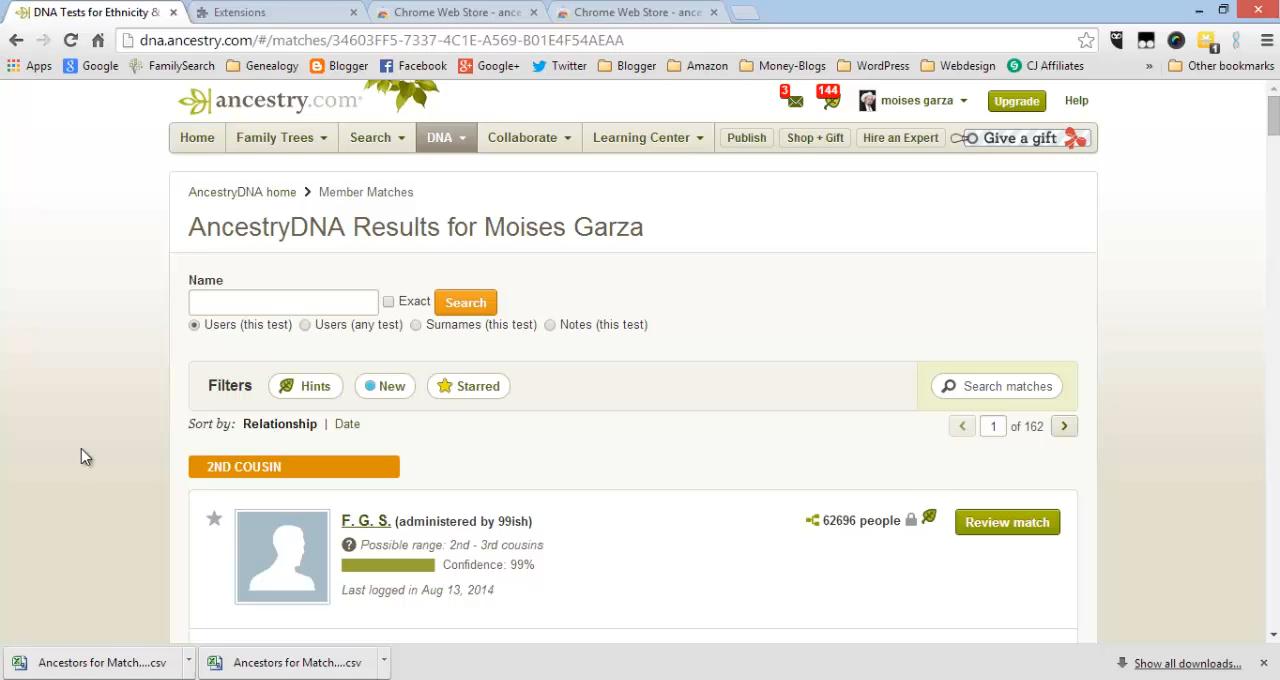 DNA Tests for Ethnicity &
Extensions
Chrome Web Store - ance
Chrome Web Store - ance
dna.ancestry.com/#/matches/34603FF5-7337-4C1E-A569-B01E4F54AEAA
1
Apps Google FamilySearch Genealogy Blogger Facebook Google+ Twitter Blogger Amazon Money-Blogs WordPress Webdesign CJ Affiliates » Other bookmarks
ancestry.com
3 144 moises garza Upgrade Help
Home Family Trees Search DNA Collaborate Learning Center Publish Shop + Gift Hire an Expert Give a gift
AncestryDNA home Member Matches
AncestryDNA Results for Moises Garza
Name
Exact Search
Users (this test) Users (any test) Surnames (this test) Notes (this test)
Filters Hints New Starred Search matches
Sort by: Relationship | Date
1 of 162
2ND COUSIN
F. G. S. (administered by 99ish) 62696 people Review match
? Possible range: 2nd - 3rd cousins
Confidence: 99%
Last logged in Aug 13, 2014
Ancestors for Match....csv Ancestors for Match....csv Show all downloads...